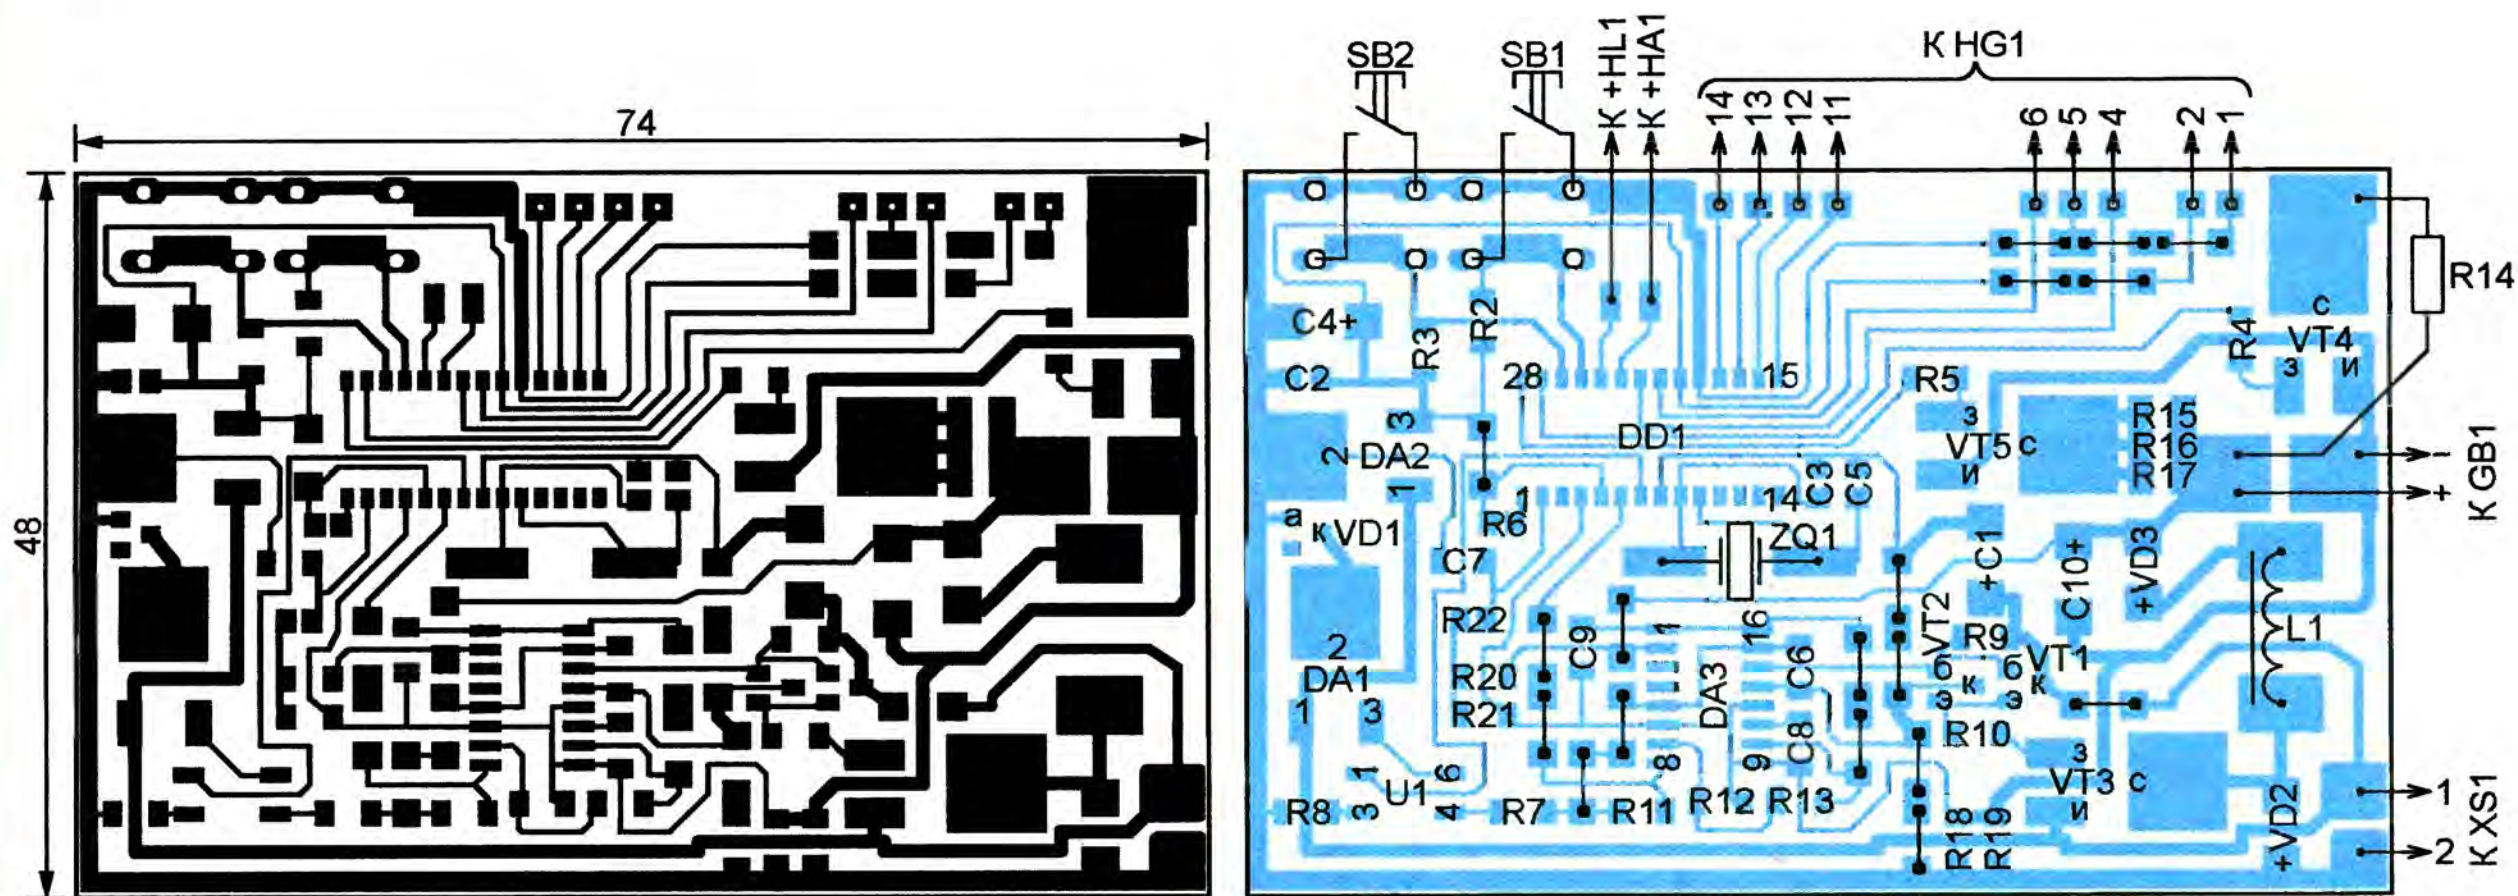 74
48
SB2
SB1
К +HL1
К +HA1
К HG1
14
13
12
11
6
5
4
2
1
R14
C4+
R3
R2
R4
с
VT4
з
и
C2
28
15
R5
3
DD1
з
R15
2
DA2
VT5
с
R16
и
R17
1
1
14
C3
C5
−
+
К GB1
а
к
VD1
R6
C7
ZQ1
+C1
C10+
+VD3
R22
C9
1
16
VT2
R9
L1
2
DA1
R20
DA3
C6
б
б
VT1
к
к
1
3
R21
э
э
8
9
C8
R10
з
VT3
с
и
1
6
U1
R8
3
4
R7
R11
R12
R13
R18
R19
+VD2
1
2
К XS1